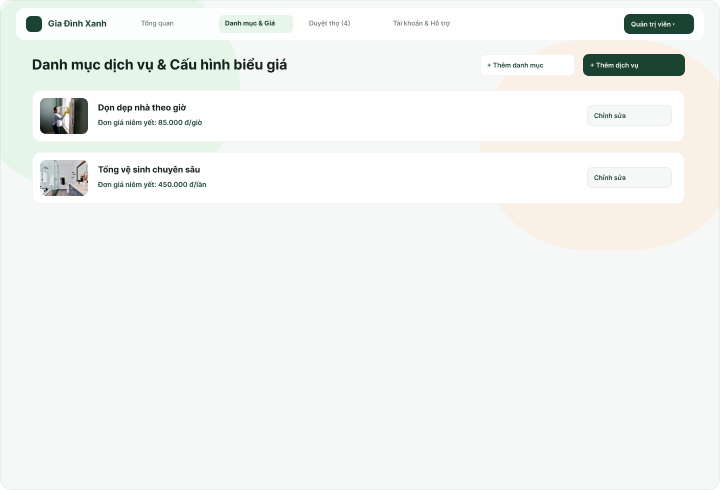 Gia Đình Xanh
Tổng quan
Danh mục & Giá
Duyệt thợ (4)
Tài khoản & Hỗ trợ
Quản trị viên ▾
Danh mục dịch vụ & Cấu hình biểu giá
+ Thêm danh mục
+ Thêm dịch vụ
Dọn dẹp nhà theo giờ
Đơn giá niêm yết: 85.000 đ/giờ
Chỉnh sửa
Tổng vệ sinh chuyên sâu
Đơn giá niêm yết: 450.000 đ/lần
Chỉnh sửa